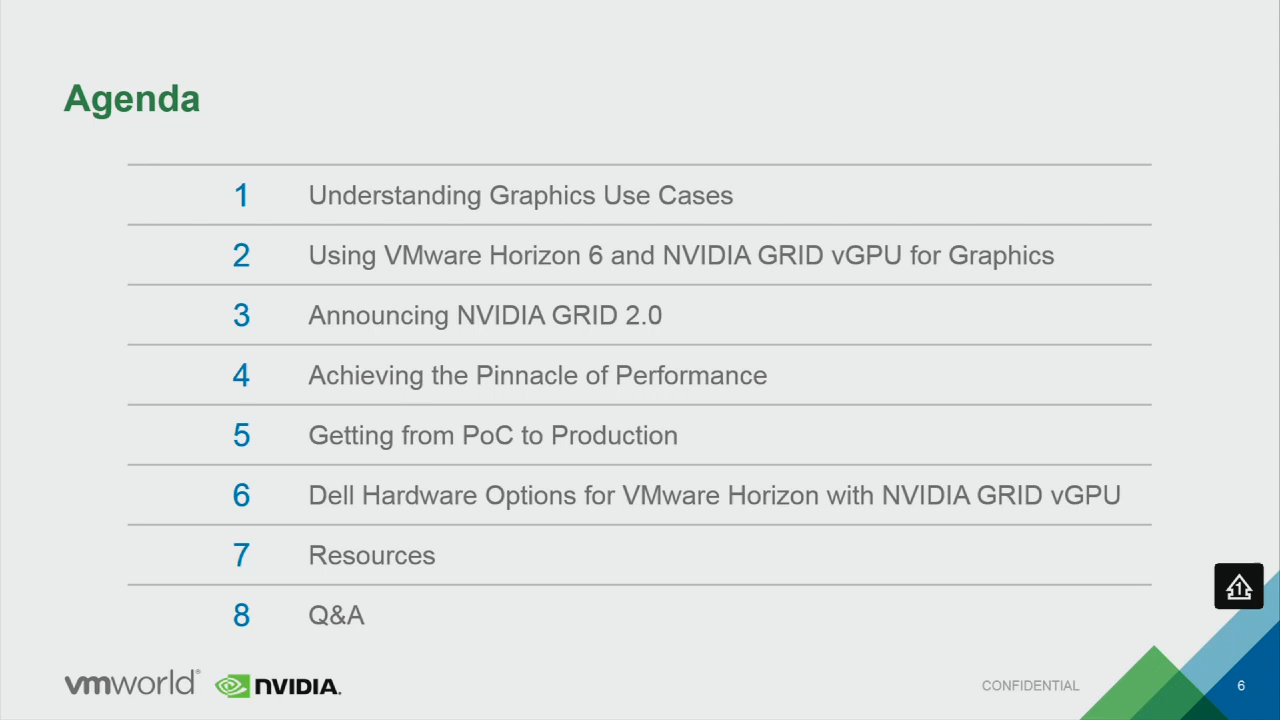 Agenda
1 Understanding Graphics Use Cases
2 Using VMware Horizon 6 and NVIDIA GRID vGPU for Graphics
3 Announcing NVIDIA GRID 2.0
4 Achieving the Pinnacle of Performance
5 Getting from PoC to Production
6 Dell Hardware Options for VMware Horizon with NVIDIA GRID vGPU
7 Resources
8 Q&A
1
vmworld® NVIDIA. CONFIDENTIAL 6